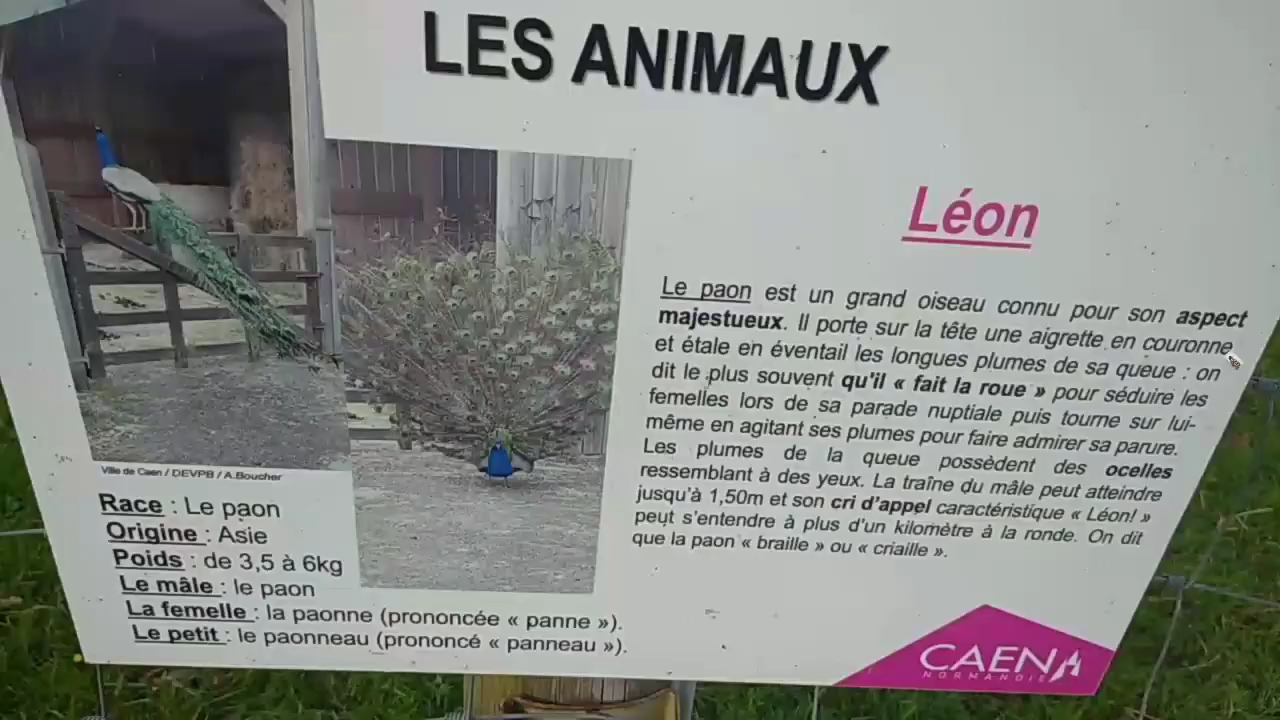 LES ANIMAUX
Léon
Le paon est un grand oiseau connu pour son aspect
majestueux. Il porte sur la tête une aigrette en couronne
et étale en éventail les longues plumes de sa queue : on
dit le plus souvent qu'il « fait la roue » pour séduire les
femelles lors de sa parade nuptiale puis tourne sur lui-
même en agitant ses plumes pour faire admirer sa parure.
Les plumes de la queue possèdent des ocelles
ressemblant à des yeux. La traîne du mâle peut atteindre
jusqu'à 1,50m et son cri d'appel caractéristique « Léon! »
peut s'entendre à plus d'un kilomètre à la ronde. On dit
que la paon « braille » ou « criaille ».
Ville de Caen / DEVPB / A.Boucher
Race : Le paon
Origine : Asie
Poids : de 3,5 à 6kg
Le mâle : le paon
La femelle : la paonne (prononcée « panne »).
Le petit : le paonneau (prononcé « panneau »).
CAEN
NORMANDIE